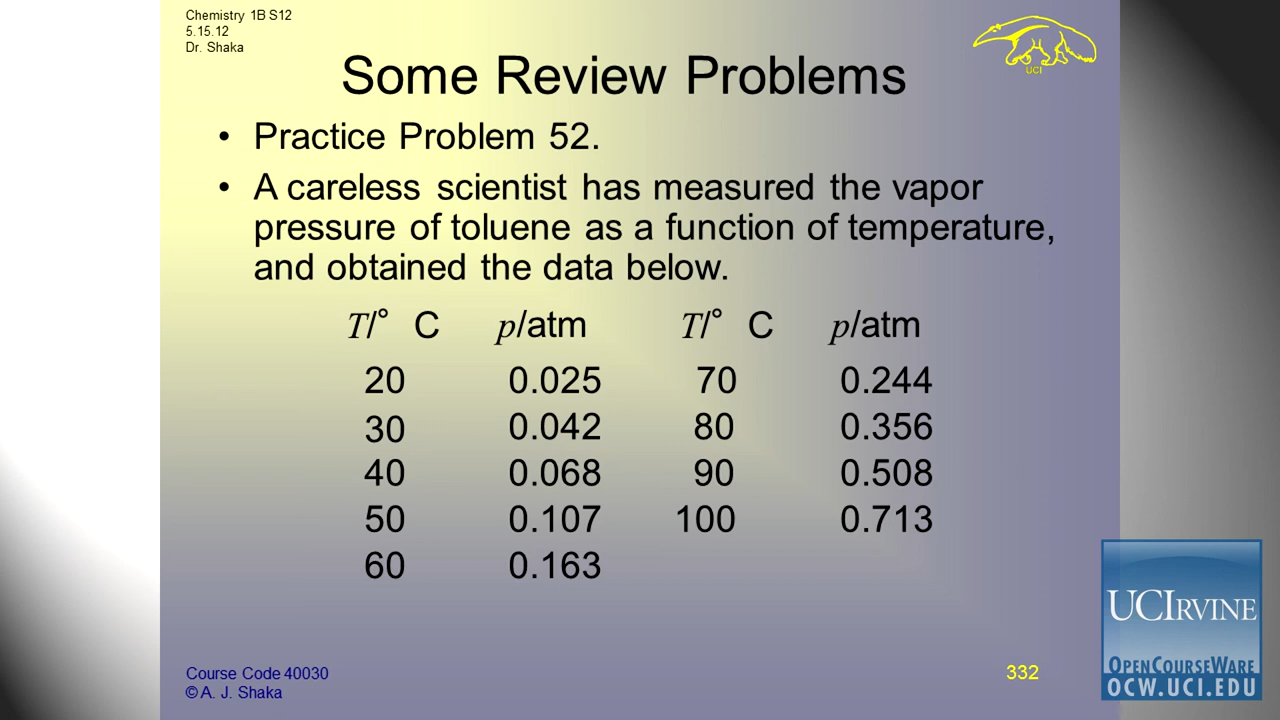 Chemistry 1B S12
5.15.12
Dr. Shaka
UCI
Some Review Problems
• Practice Problem 52.
• A careless scientist has measured the vapor
pressure of toluene as a function of temperature,
and obtained the data below.
T/° C p/atm T/° C p/atm
20 0.025 70 0.244
30 0.042 80 0.356
40 0.068 90 0.508
50 0.107 100 0.713
60 0.163
UCIRVINE
OPENCOURSEWARE
OCW.UCI.EDU
Course Code 40030
© A. J. Shaka
332